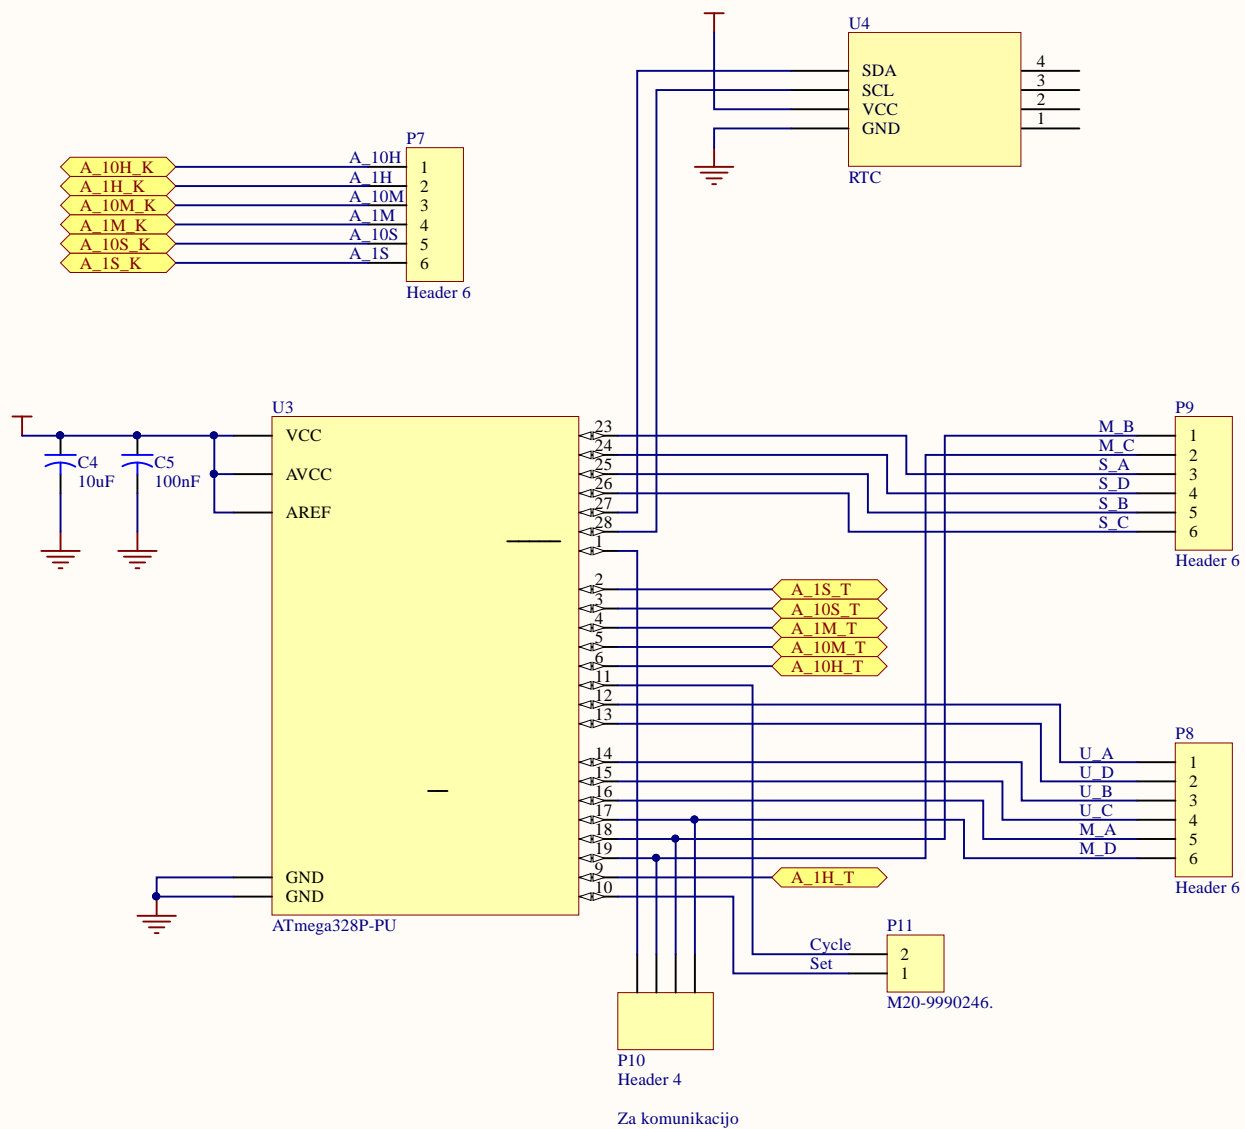 U4
SDA
SCL
VCC
GND
4
3
2
1
RTC
P7
A_10H_K
A_1H_K
A_10M_K
A_1M_K
A_10S_K
A_1S_K
A_10H
A_1H
A_10M
A_1M
A_10S
A_1S
1
2
3
4
5
6
Header 6
U3
VCC
AVCC
AREF
GND
GND
C4
10uF
C5
100nF
23
24
25
26
27
28
1
2
3
4
5
6
11
12
13
14
15
16
17
18
19
9
10
ATmega328P-PU
A_1S_T
A_10S_T
A_1M_T
A_10M_T
A_10H_T
A_1H_T
P9
M_B
M_C
S_A
S_D
S_B
S_C
1
2
3
4
5
6
Header 6
P8
U_A
U_D
U_B
U_C
M_A
M_D
1
2
3
4
5
6
Header 6
P11
Cycle
Set
2
1
M20-9990246.
P10
Header 4
Za komunikacijo